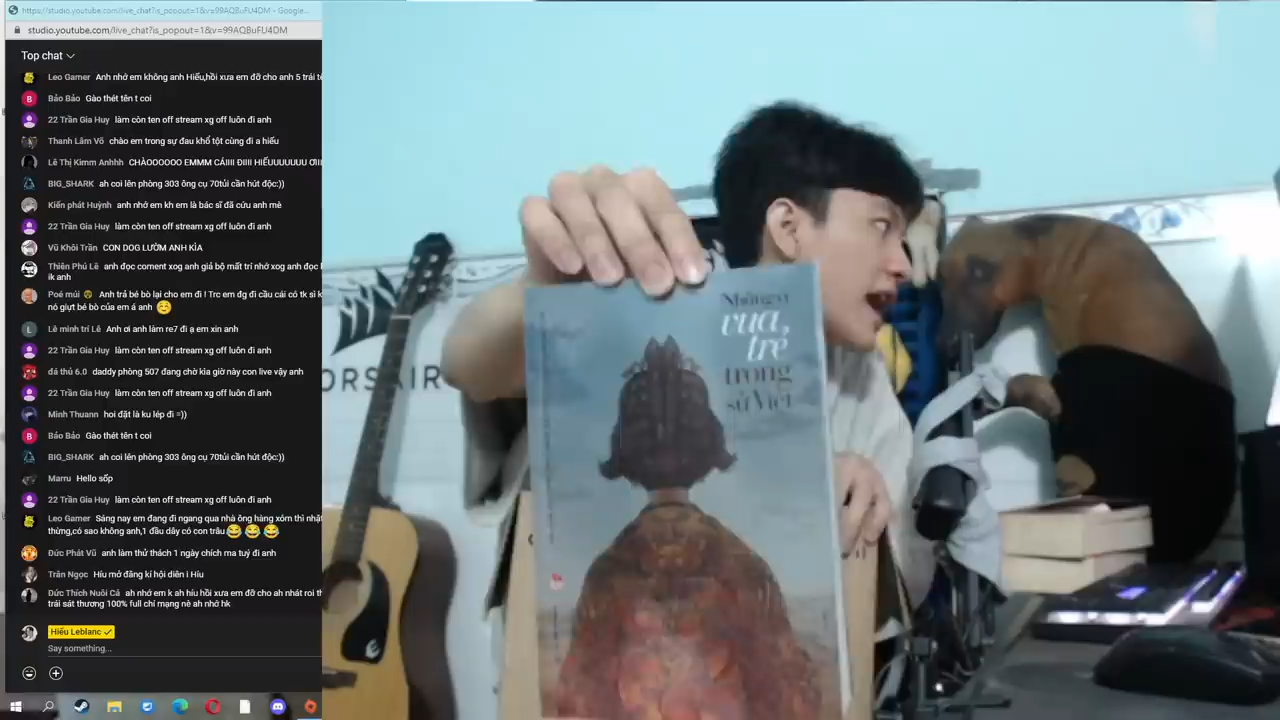 https://studio.youtube.com/live_chat?is_popout=1&v=99AQBuFU4DM - Google...
studio.youtube.com/live_chat?is_popout=1&v=99AQBuFU4DM
Top chat
Leo Gamer Anh nhớ em không anh Hiếu,hồi xưa em đỡ cho anh 5 trái
Bảo Bảo Gào thét tên t coi
22 Trần Gia Huy làm còn ten off stream xg off luôn đi anh
Thanh Lâm Võ chào em trong sự đau khổ tột cùng đi a hiếu
Lê Thị Kimm Anhhh CHÀOOOOOO EMMM CÁIIII ĐIIII HIẾUUUUUUU
BIG_SHARK ah coi lên phòng 303 ông cụ 70tủi cần hút độc:))
Kiến phát Huỳnh anh nhớ em kh em là bác sĩ đã cứu anh mè
22 Trần Gia Huy làm còn ten off stream xg off luôn đi anh
Vũ Khôi Trần CON DOG LƯỜM ANH KÌA
Thiên Phú Lê anh đọc coment xog anh giả bộ mất trí nhớ xog anh đọc
ik anh
Poé múi 😲 Anh trả bé bò lại cho em đi ! Trc em đg đi cầu cái có tk sì
nó giựt bé bò của em á anh ☺️
Lê minh trí Lê Anh ơi anh làm re7 đi ạ em xin anh
22 Trần Gia Huy làm còn ten off stream xg off luôn đi anh
đá thủ 6.0 daddy phòng 507 đang chờ kìa giờ này con live vậy anh
22 Trần Gia Huy làm còn ten off stream xg off luôn đi anh
Minh Thuann hoi đặt là ku lép đi =))
Bảo Bảo Gào thét tên t coi
BIG_SHARK ah coi lên phòng 303 ông cụ 70tủi cần hút độc:))
Marru Hello sốp
22 Trần Gia Huy làm còn ten off stream xg off luôn đi anh
Leo Gamer Sáng nay em đang đi ngang qua nhà ông hàng xóm thì
thừng,có sao không anh,1 đầu dây có con trâu😂😂😂
Đức Phát Vũ anh làm thử thách 1 ngày chích ma tuý đi anh
Trân Ngọc Híu mở đăng kí hội diên i Híu
Đức Thích Nuôi Cá ah nhớ em k ah híu hồi xưa em đỡ cho ah nhát roi
trái sát thương 100% full chí mạng nè ah nhớ hk
Hiếu Leblanc
Say something...
ORSAIR
Những vị
vua
trẻ
trong
sử Việt